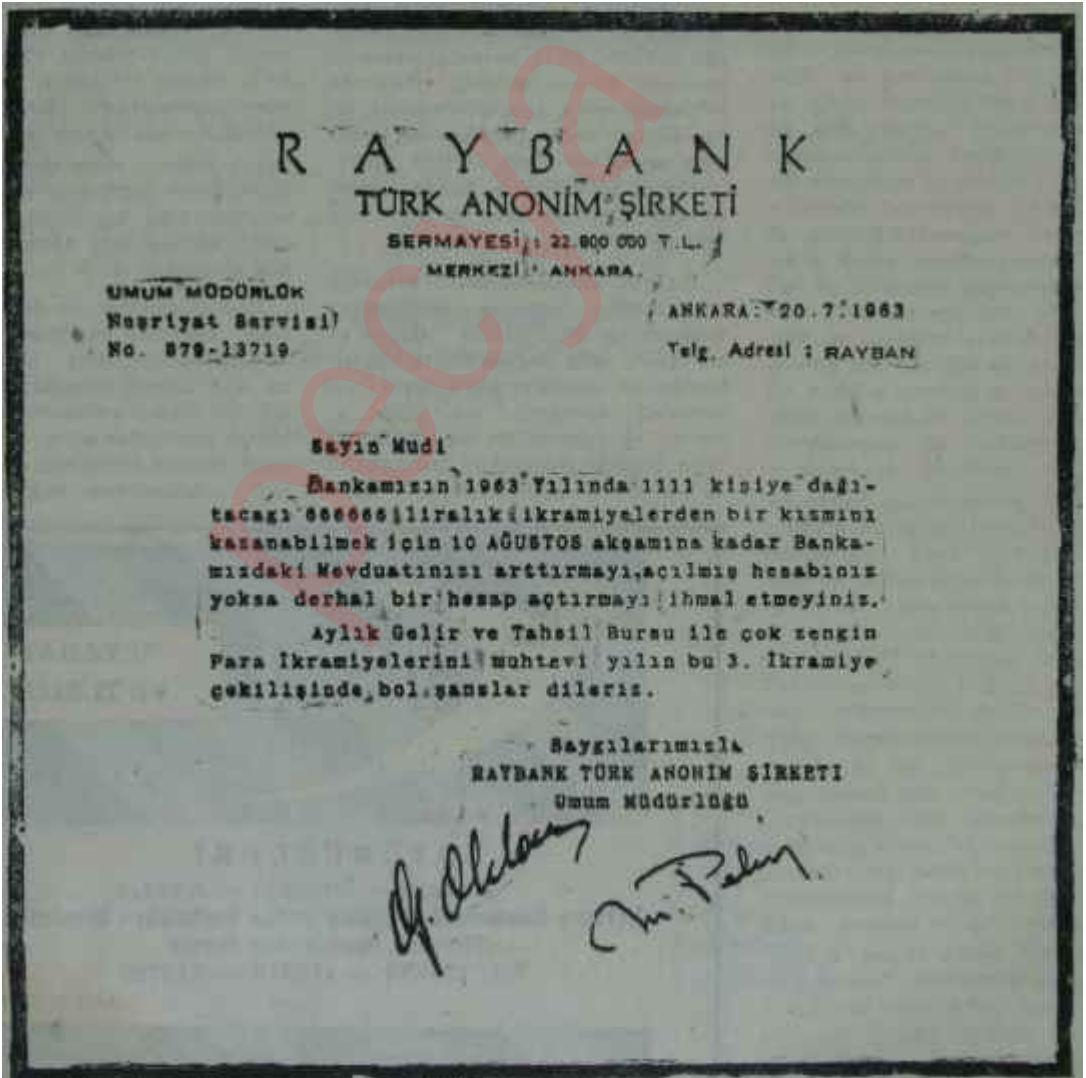 RAYBANK
TÜRK ANONİM ŞİRKETİ
SERMAYESİ : 22.800 000 T.L.
MERKEZİ : ANKARA.
UMUM MÜDÜRLÜK
Neşriyat Servisi
No. 879-13719
ANKARA: 20.7.1963
Telg. Adresi : RAYBAN
Sayın Mudi
Bankamızın 1963 Yılında 1111 kişiye dağı-
tacağı 666666 liralık ikramiyelerden bir kısmını
kazanabilmek için 10 AĞUSTOS akşamına kadar Banka-
mızdaki Mevduatınızı arttırmayı,açılmış hesabınız
yoksa derhal bir hesap açtırmayı ihmal etmeyiniz.
Aylık Gelir ve Tahsil Bursu ile çok zengin
Para İkramiyelerini muhtevi yılın bu 3. İkramiye
çekilişinde,bol şanslar dileriz.
Saygılarımızla
RAYBANK TÜRK ANONİM ŞİRKETİ
Umum Müdürlüğü
M. Pekin
pecya